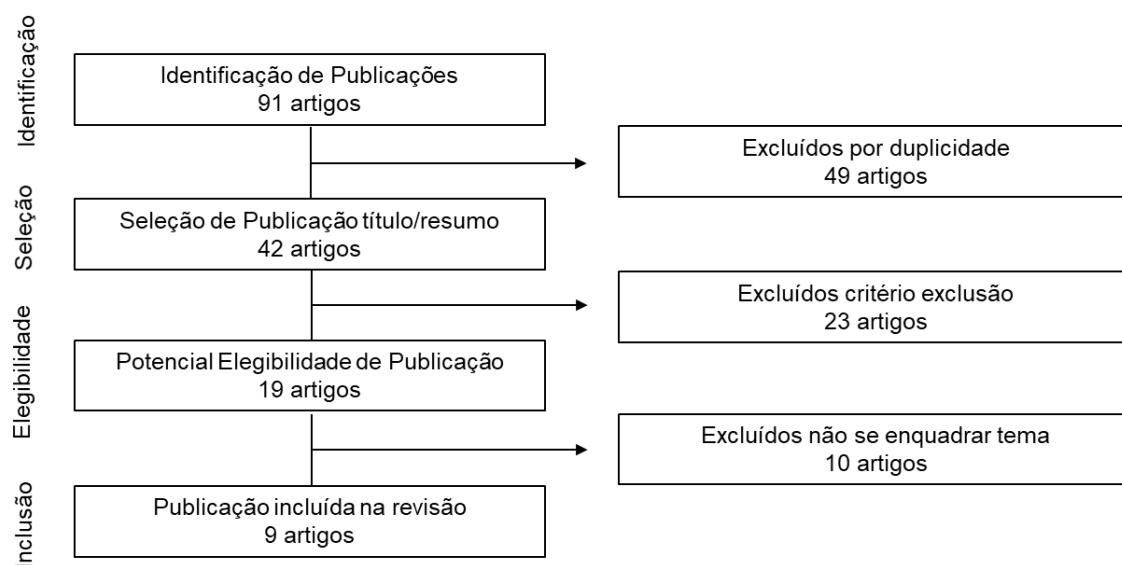 Identificação
Identificação de Publicações
91 artigos
Excluídos por duplicidade
49 artigos
Seleção
Seleção de Publicação título/resumo
42 artigos
Excluídos critério exclusão
23 artigos
Elegibilidade
Potencial Elegibilidade de Publicação
19 artigos
Excluídos não se enquadrar tema
10 artigos
Inclusão
Publicação incluída na revisão
9 artigos